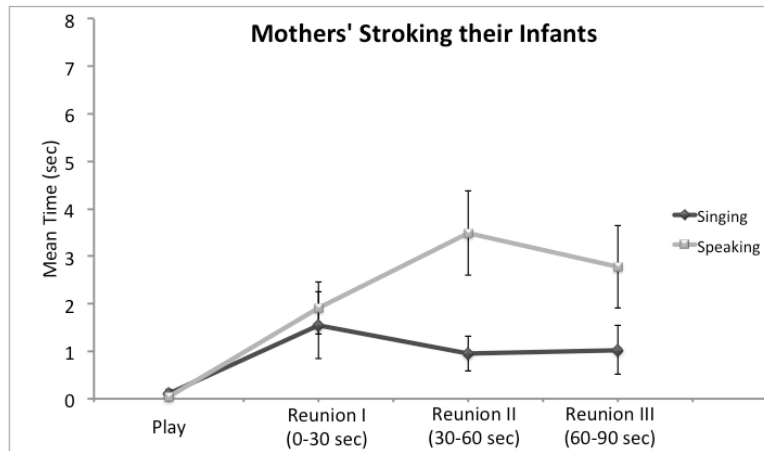 Mothers' Stroking their Infants
8
7
6
5
4
3
2
1
0
Mean Time (sec)
Singing
Speaking
Play
Reunion I
(0-30 sec)
Reunion II
(30-60 sec)
Reunion III
(60-90 sec)